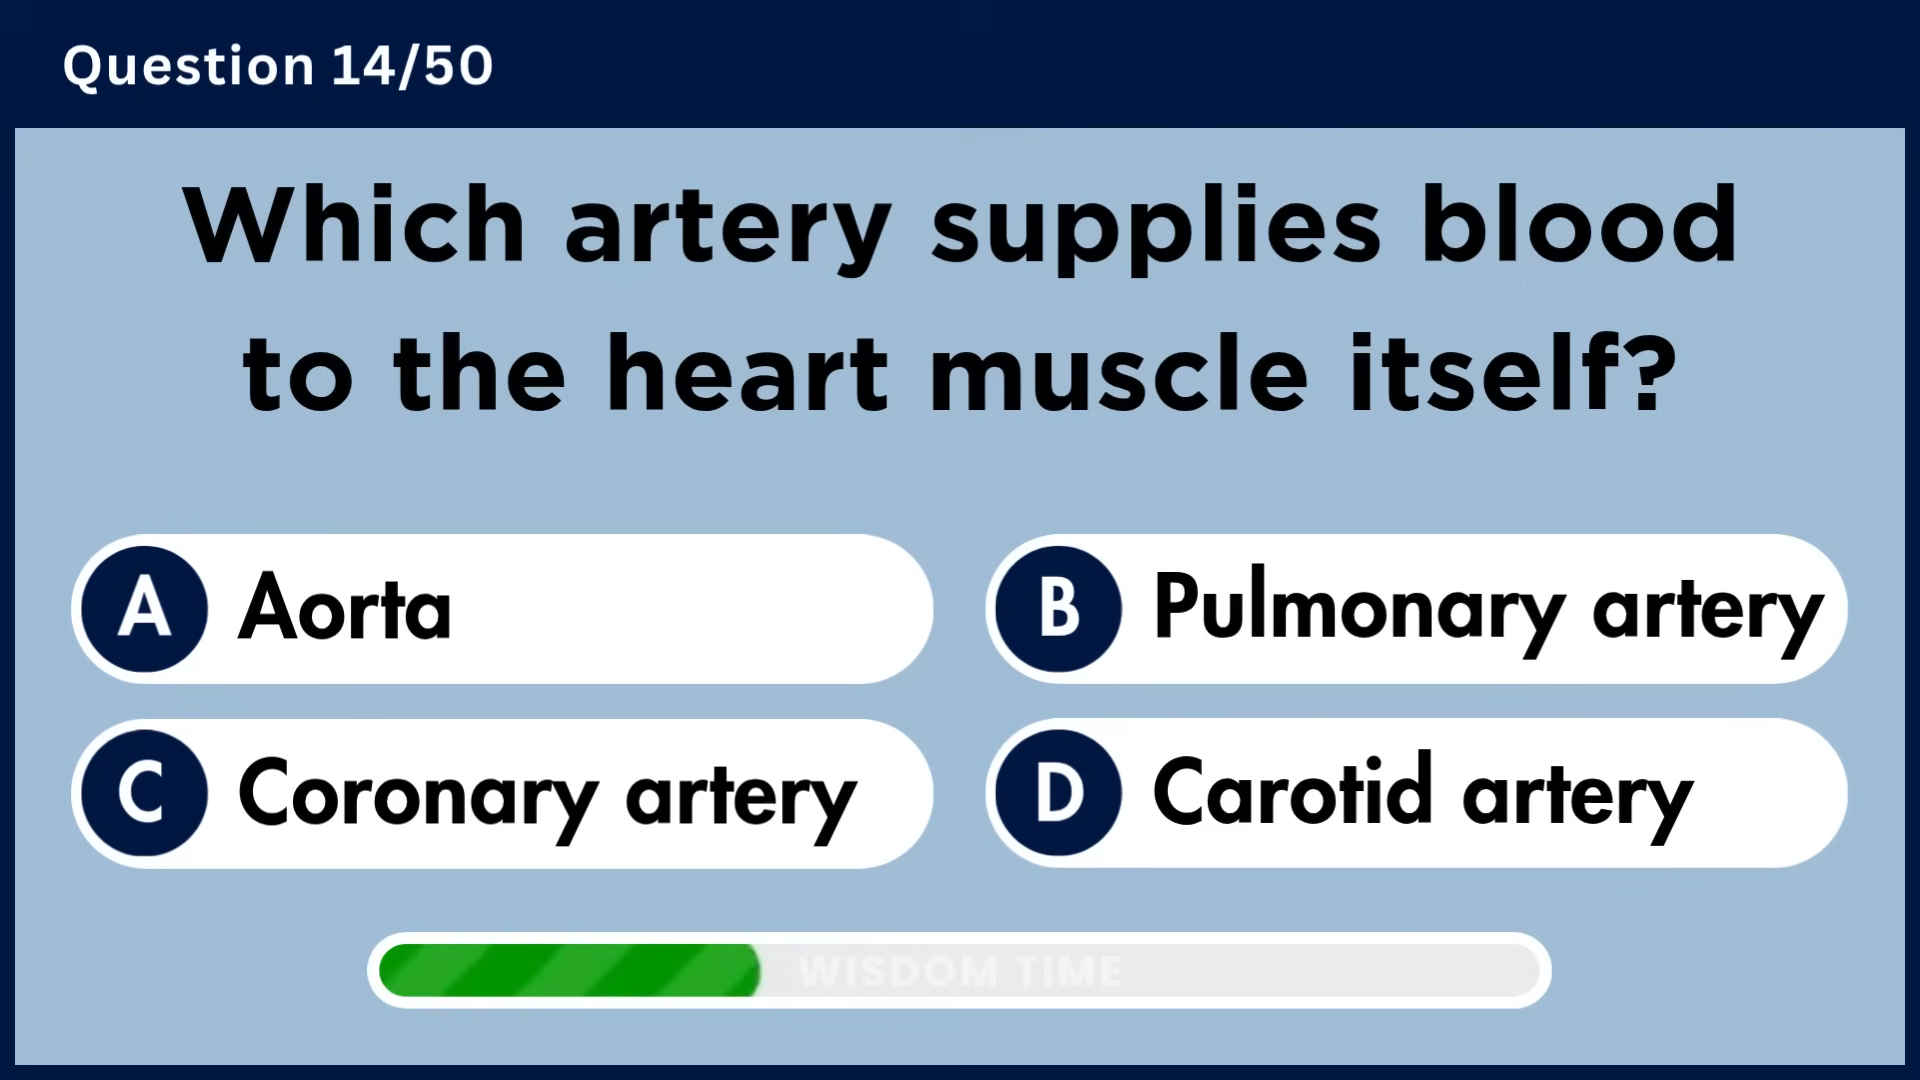 Question 14/50
Which artery supplies blood
to the heart muscle itself?
A Aorta
B Pulmonary artery
C Coronary artery
D Carotid artery
WISDOM TIME